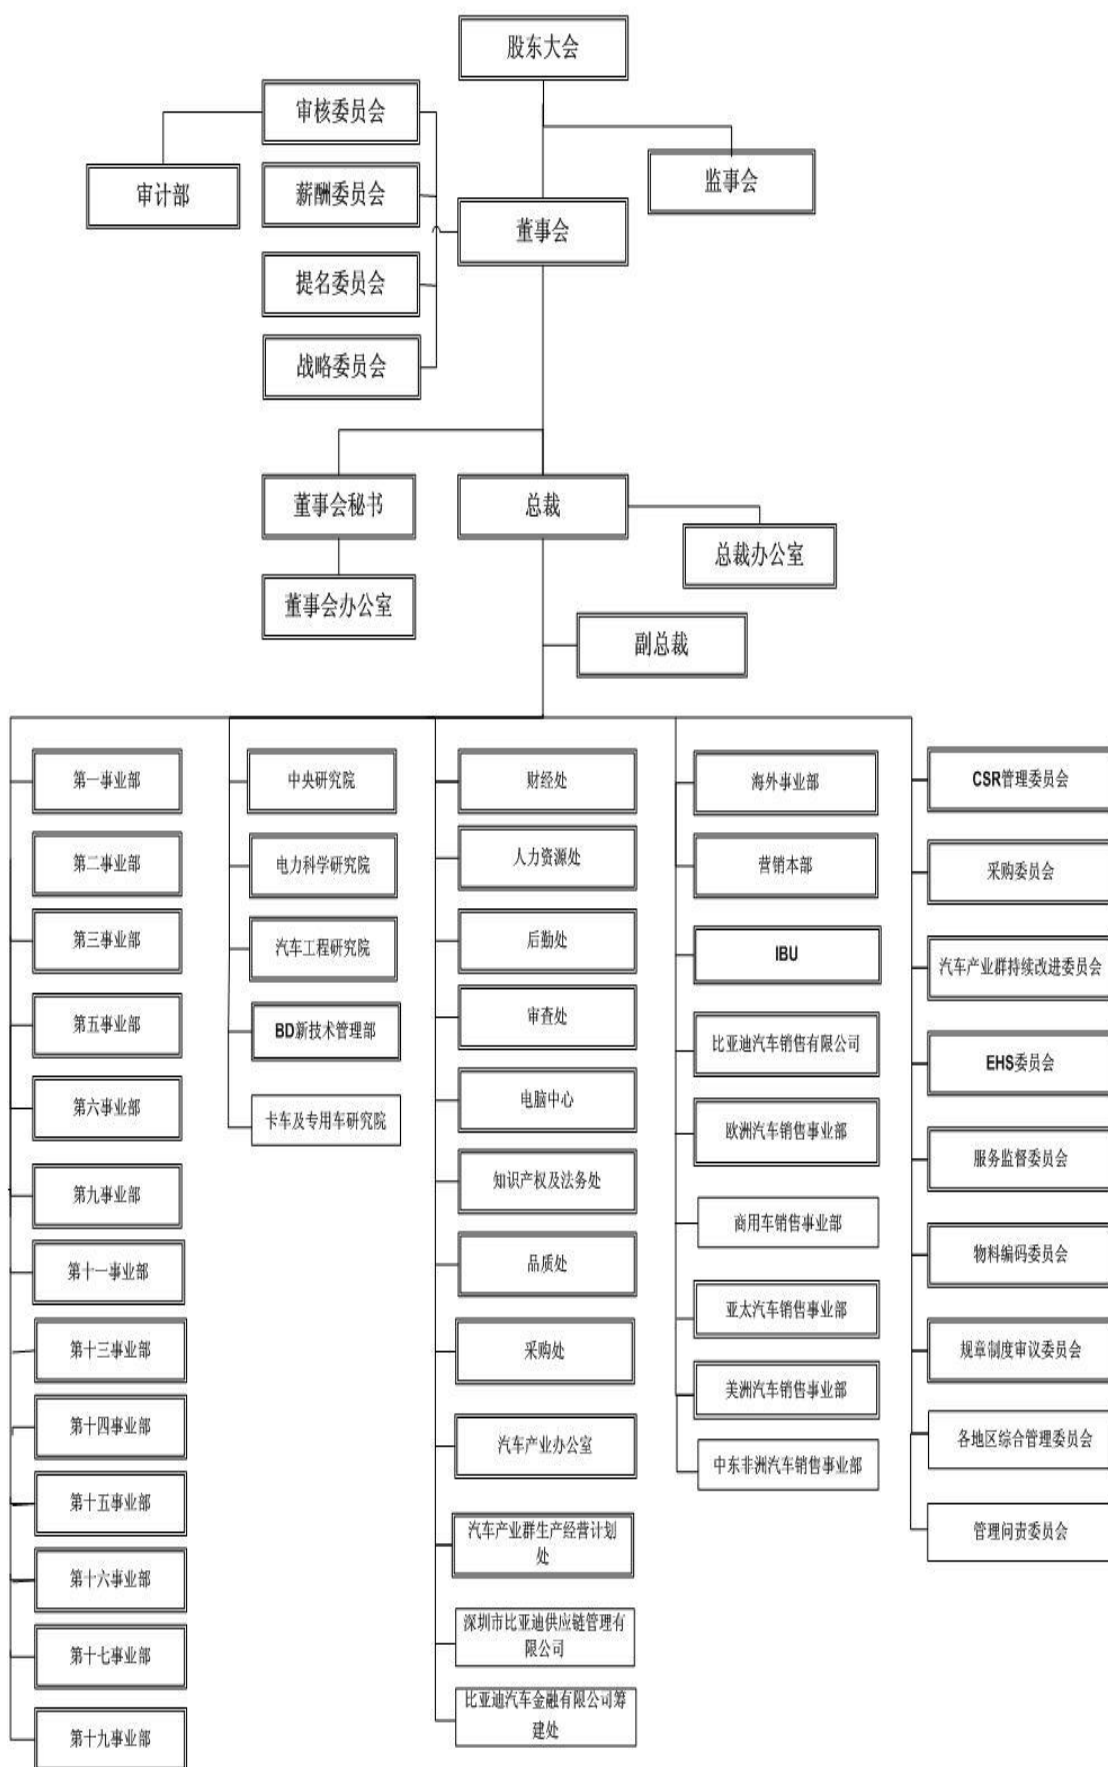 股东大会
审核委员会
审计部
薪酬委员会
监事会
董事会
提名委员会
战略委员会
董事会秘书
总裁
总裁办公室
董事会办公室
副总裁
第一事业部
第二事业部
第三事业部
第五事业部
第六事业部
第九事业部
第十一事业部
第十三事业部
第十四事业部
第十五事业部
第十六事业部
第十七事业部
第十九事业部
中央研究院
电力科学研究院
汽车工程研究院
BD新技术管理部
卡车及专用车研究院
财经处
人力资源处
后勤处
审查处
电脑中心
知识产权及法务处
品质处
采购处
汽车产业办公室
汽车产业群生产经营计划
处
深圳市比亚迪供应链管理有
限公司
比亚迪汽车金融有限公司筹
建处
海外事业部
营销本部
IBU
比亚迪汽车销售有限公司
欧洲汽车销售事业部
商用车销售事业部
亚太汽车销售事业部
美洲汽车销售事业部
中东非洲汽车销售事业部
CSR管理委员会
采购委员会
汽车产业群持续改进委员会
EHS委员会
服务监督委员会
物料编码委员会
规章制度审议委员会
各地区综合管理委员会
管理问责委员会